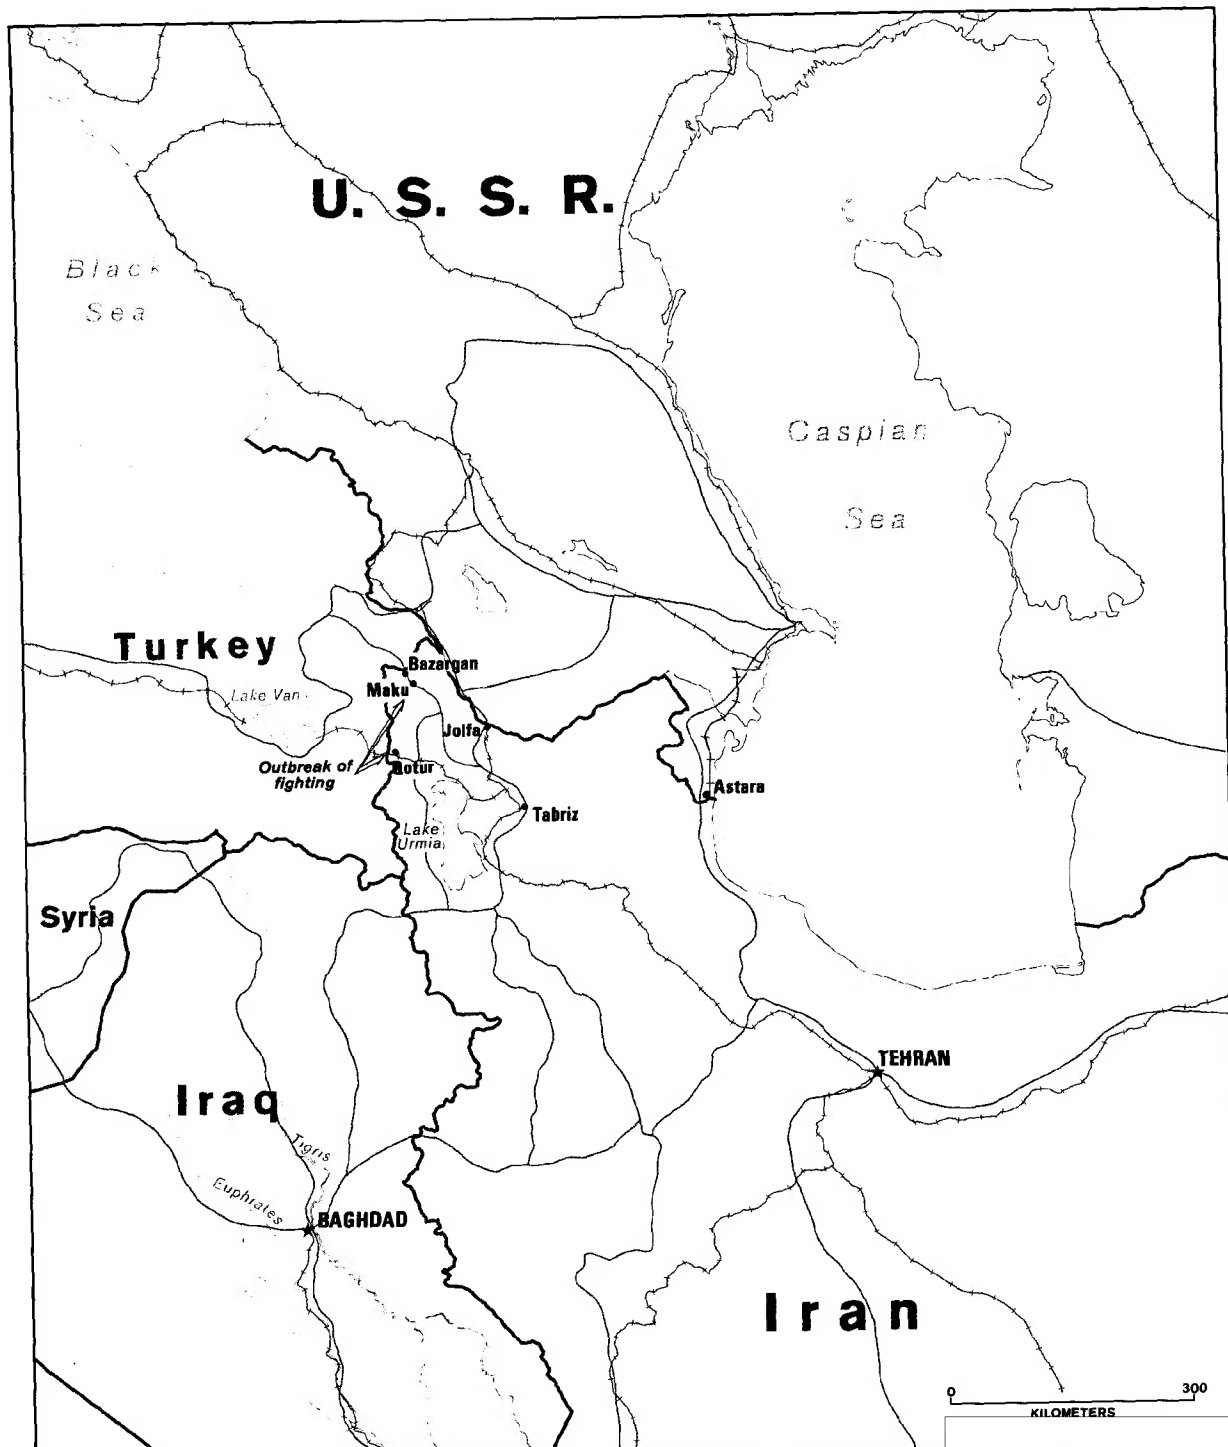 U. S. S. R.
Black
Sea
Caspian
Sea
Turkey
Bazargan
Lake Van
Maku
Jolfa
Outbreak of
fighting
Qotur
Astara
Tabriz
Lake
Urmia
Syria
TEHRAN
Iraq
Tigris
Euphrates
BAGHDAD
Iran
0 300
KILOMETERS